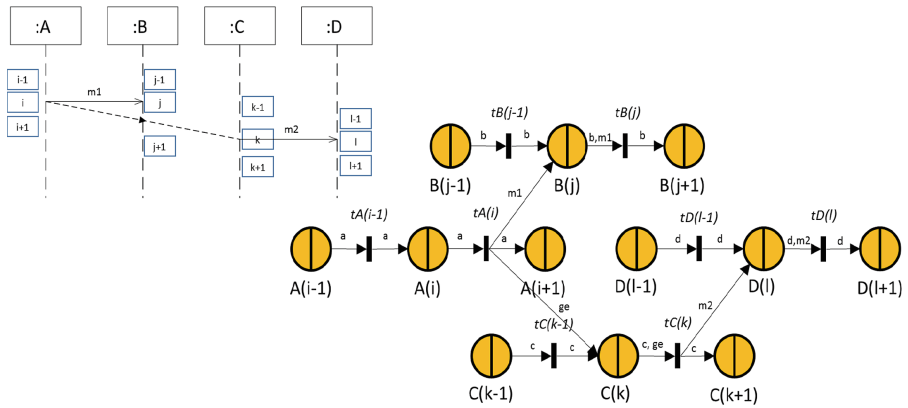 :A :B :C :D
i-1 j-1
m1
i j
k-1
l-1
i+1
m2
j+1 k l
k+1 l+1
tB(j-1) tB(j)
b b b,m1 b
B(j-1) B(j) B(j+1)
m1
tA(i-1) tA(i) tD(l-1) tD(l)
a a a a d d d,m2 d
A(i-1) A(i) A(i+1) D(l-1) D(l) D(l+1)
ge m2
tC(k-1) tC(k)
c c c, ge c
C(k-1) C(k) C(k+1)